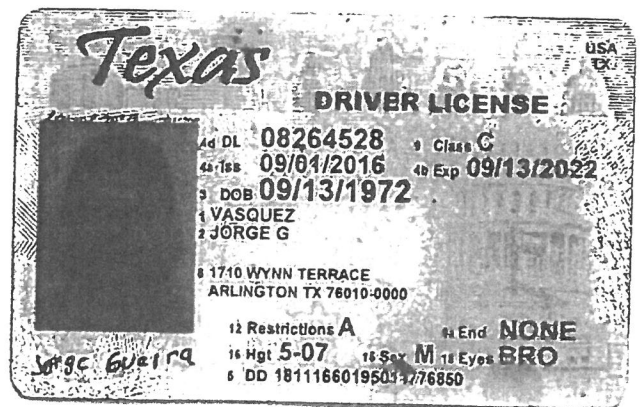 Texas
USA
TX
DRIVER LICENSE
4d DL 08264528 9 Class C
4a Iss 09/01/2016 4b Exp 09/13/2022
3 DOB 09/13/1972
1 VASQUEZ
2 JORGE G
8 1710 WYNN TERRACE
ARLINGTON TX 76010-0000
12 Restrictions A 9a End NONE
16 Hgt 5-07 15 Sex M 18 Eyes BRO
5 DD
Jorge Gueira